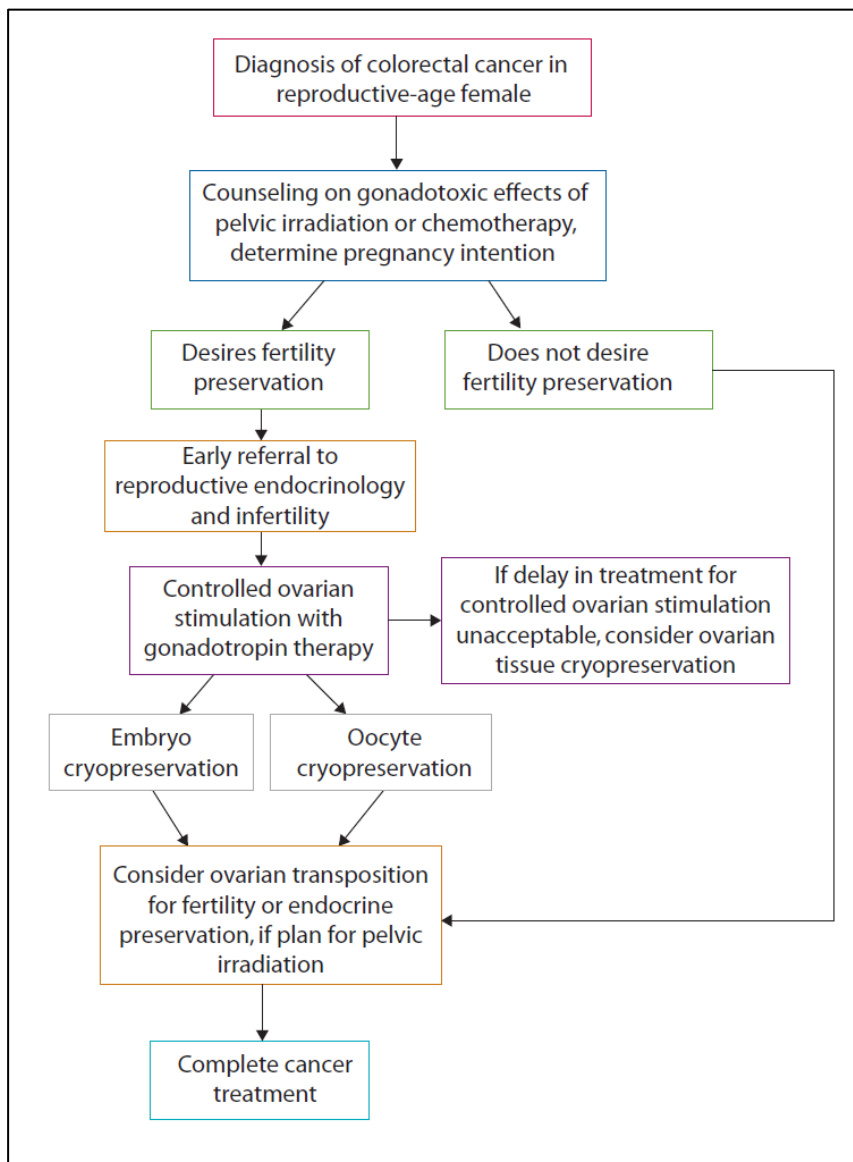 Diagnosis of colorectal cancer in
reproductive-age female
Counseling on gonadotoxic effects of
pelvic irradiation or chemotherapy,
determine pregnancy intention
Desires fertility
preservation
Does not desire
fertility preservation
Early referral to
reproductive endocrinology
and infertility
Controlled ovarian
stimulation with
gonadotropin therapy
If delay in treatment for
controlled ovarian stimulation
unacceptable, consider ovarian
tissue cryopreservation
Embryo
cryopreservation
Oocyte
cryopreservation
Consider ovarian transposition
for fertility or endocrine
preservation, if plan for pelvic
irradiation
Complete cancer
treatment